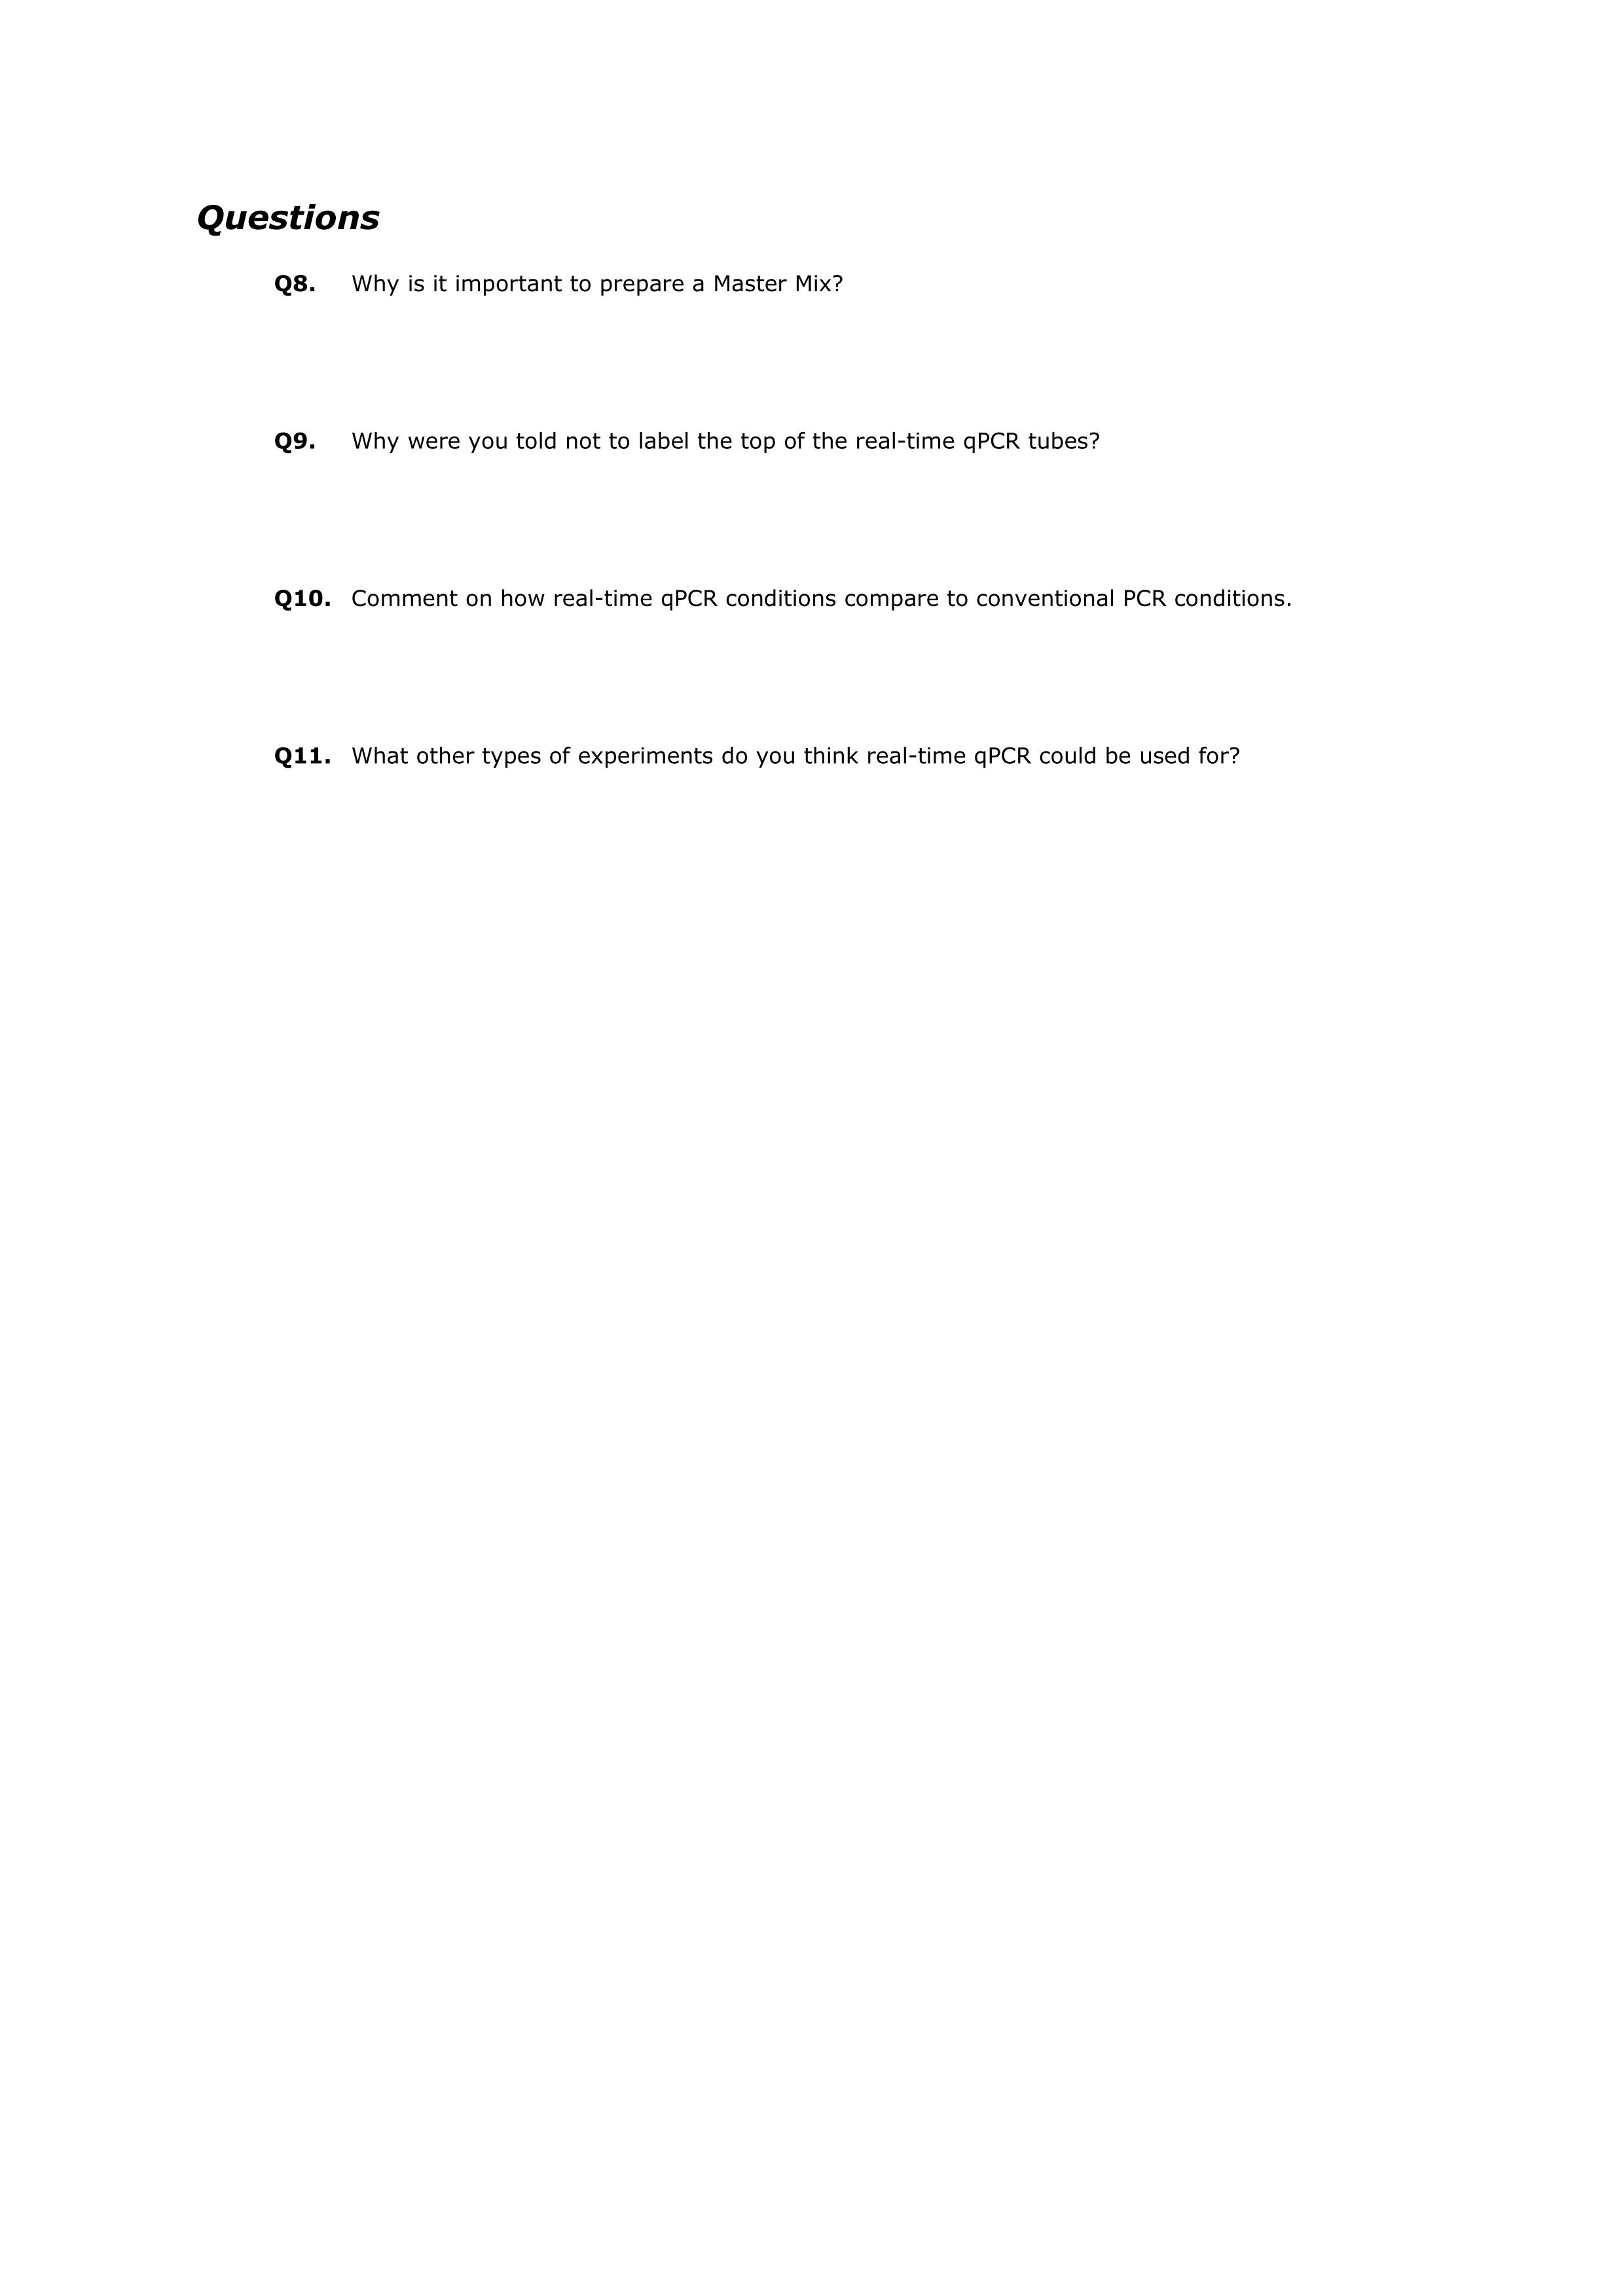 Questions
Q8. Why is it important to prepare a Master Mix?
Q9. Why were you told not to label the top of the real-time qPCR tubes?
Q10. Comment on how real-time qPCR conditions compare to conventional PCR conditions.
Q11. What other types of experiments do you think real-time qPCR could be used for?